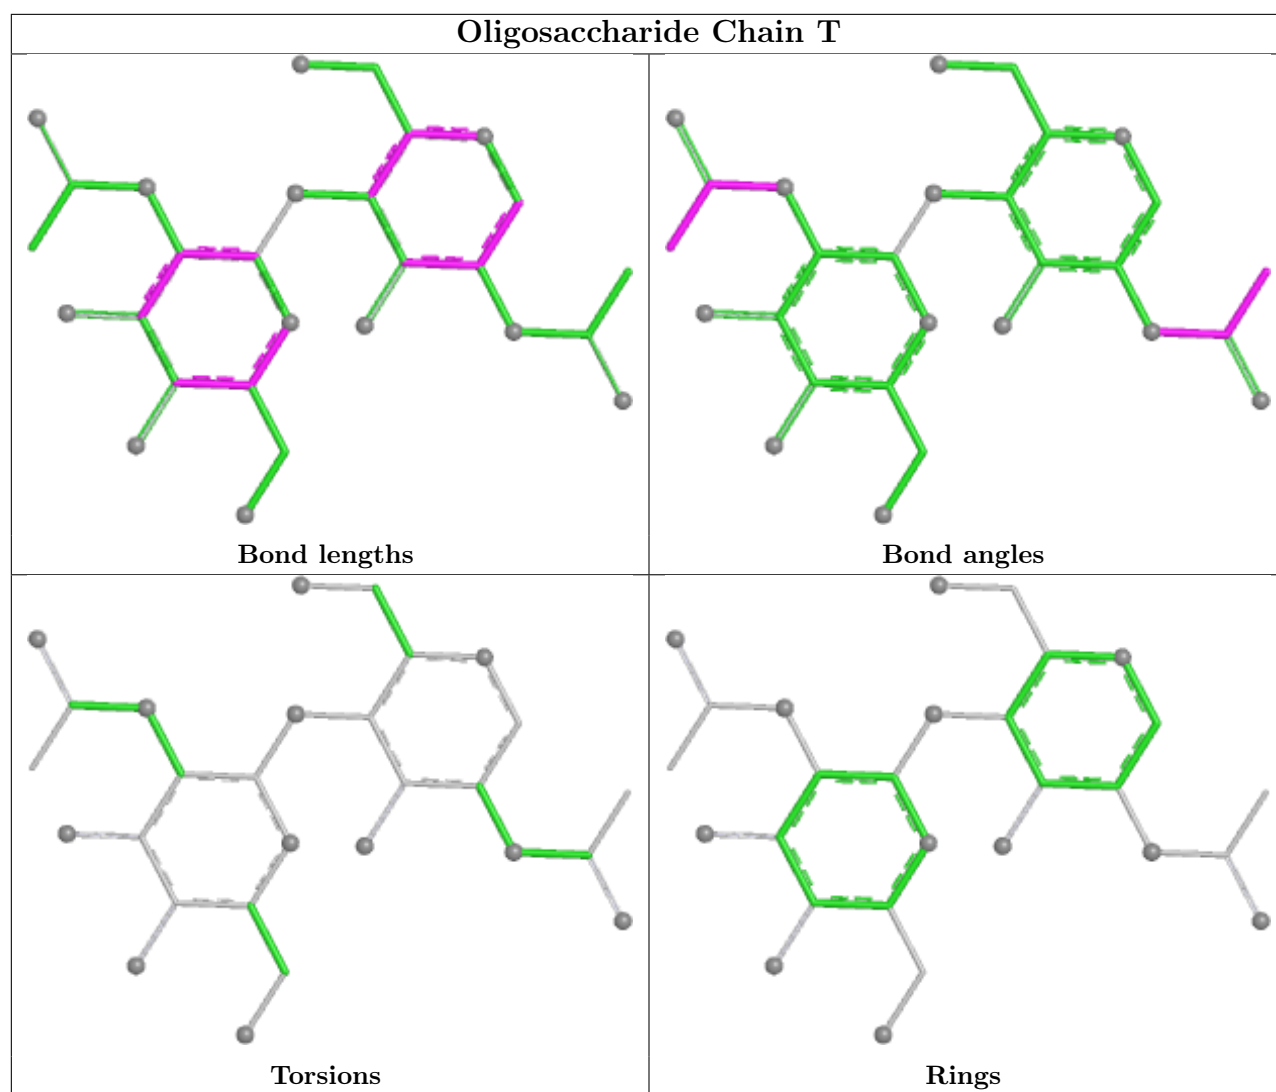 Oligosaccharide Chain T
Bond lengths
Bond angles
Torsions
Rings